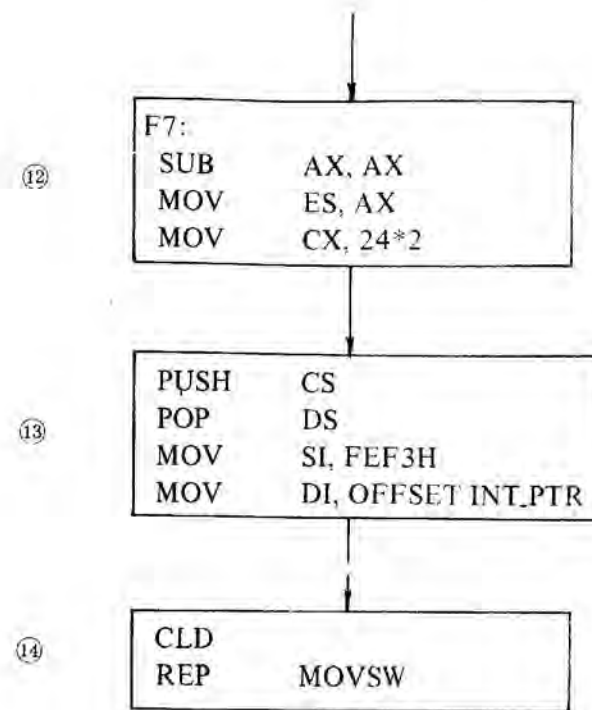 ⑫
F7:
SUB AX, AX
MOV ES, AX
MOV CX, 24*2
⑬
PUSH CS
POP DS
MOV SI, FEF3H
MOV DI, OFFSET INT_PTR
⑭
CLD
REP MOVSW